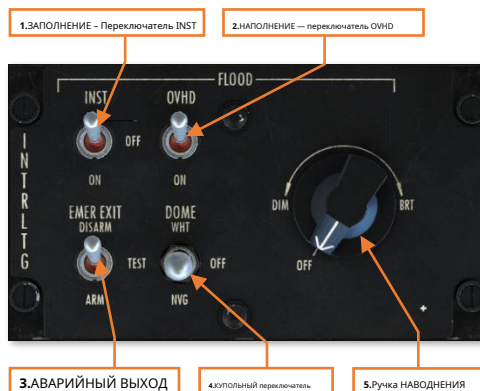 1.ЗАПОЛНЕНИЕ – Переключатель INST
2.НАПОЛНЕНИЕ — переключатель OVHD
FLOOD
INST
OVHD
OFF
ON
ON
INTRLTG
EMER EXIT
DISARM
DOME
WHT
TEST
OFF
ARM
NVG
DIM
BRT
OFF
3.АВАРИЙНЫЙ ВЫХОД
4.КУПОЛЬНЫЙ переключатель
5.Ручка НАВОДНЕНИЯ